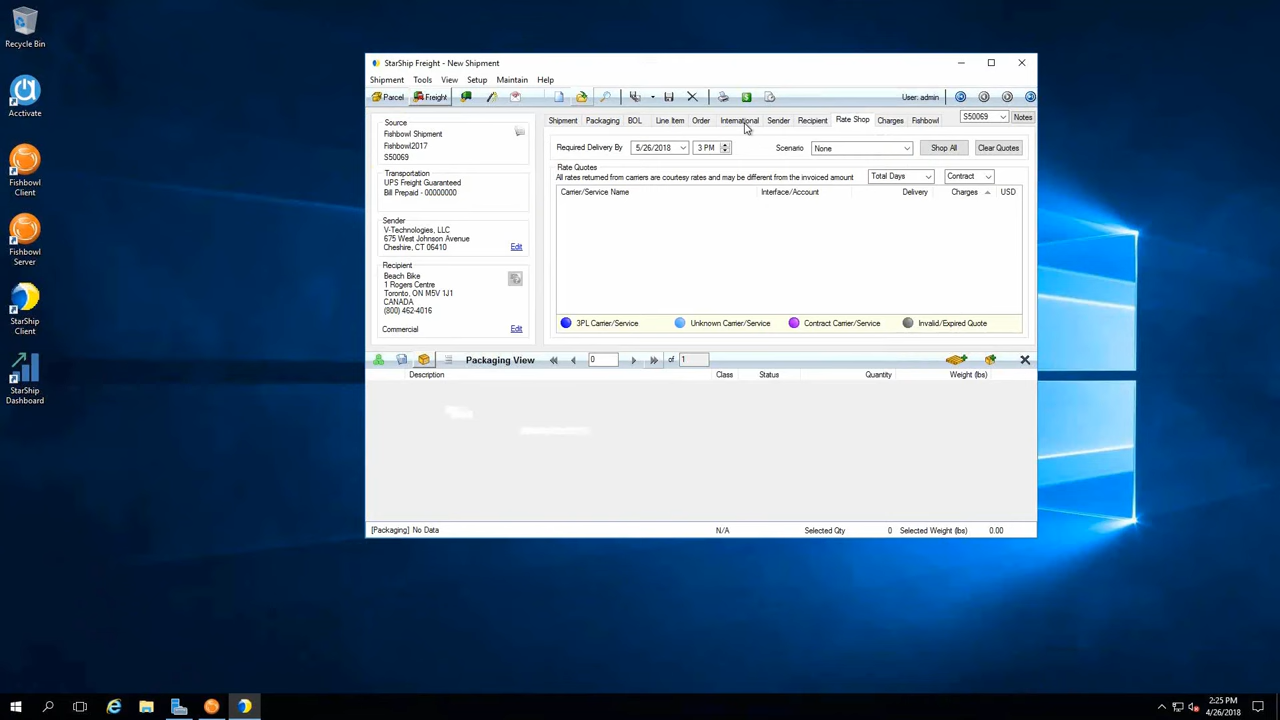 Recycle Bin
Acctivate
Fishbowl
Client
Fishbowl
Server
StarShip
Client
StarShip
Dashboard
StarShip Freight - New Shipment
Shipment Tools View Setup Maintain Help
Parcel Freight User: admin
Source
Fishbowl Shipment
Fishbowl2017
S50069
Transportation
UPS Freight Guaranteed
Bill Prepaid - 00000000
Sender
V-Technologies, LLC
675 West Johnson Avenue
Cheshire, CT 06410 Edit
Recipient
Beach Bike
1 Rogers Centre
Toronto, ON M5V 1J1
CANADA
(800) 462-4016
Commercial Edit
Shipment Packaging BOL Line Item Order International Sender Recipient Rate Shop Charges Fishbowl S50069 Notes
Required Delivery By 5/26/2018 3 PM Scenario None Shop All Clear Quotes
Rate Quotes
All rates returned from carriers are courtesy rates and may be different from the invoiced amount Total Days Contract
Carrier/Service Name Interface/Account Delivery Charges USD
3PL Carrier/Service Unknown Carrier/Service Contract Carrier/Service Invalid/Expired Quote
Packaging View 0 of 1
Description Class Status Quantity Weight (lbs)
[Packaging] No Data N/A Selected Qty 0 Selected Weight (lbs) 0.00
2:25 PM
4/26/2018